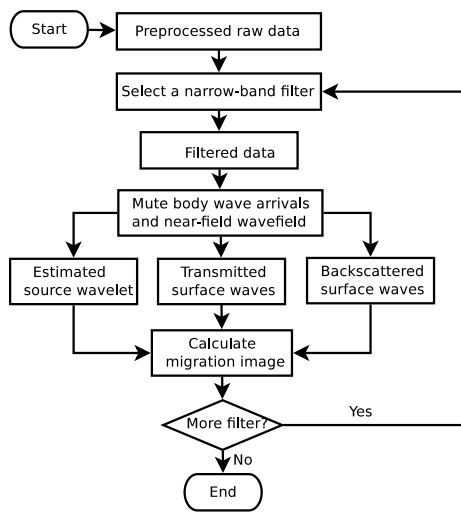 Start
Preprocessed raw data
Select a narrow-band filter
Filtered data
Mute body wave arrivals
and near-field wavefield
Estimated
source wavelet
Transmitted
surface waves
Backscattered
surface waves
Calculate
migration image
More filter?
Yes
No
End